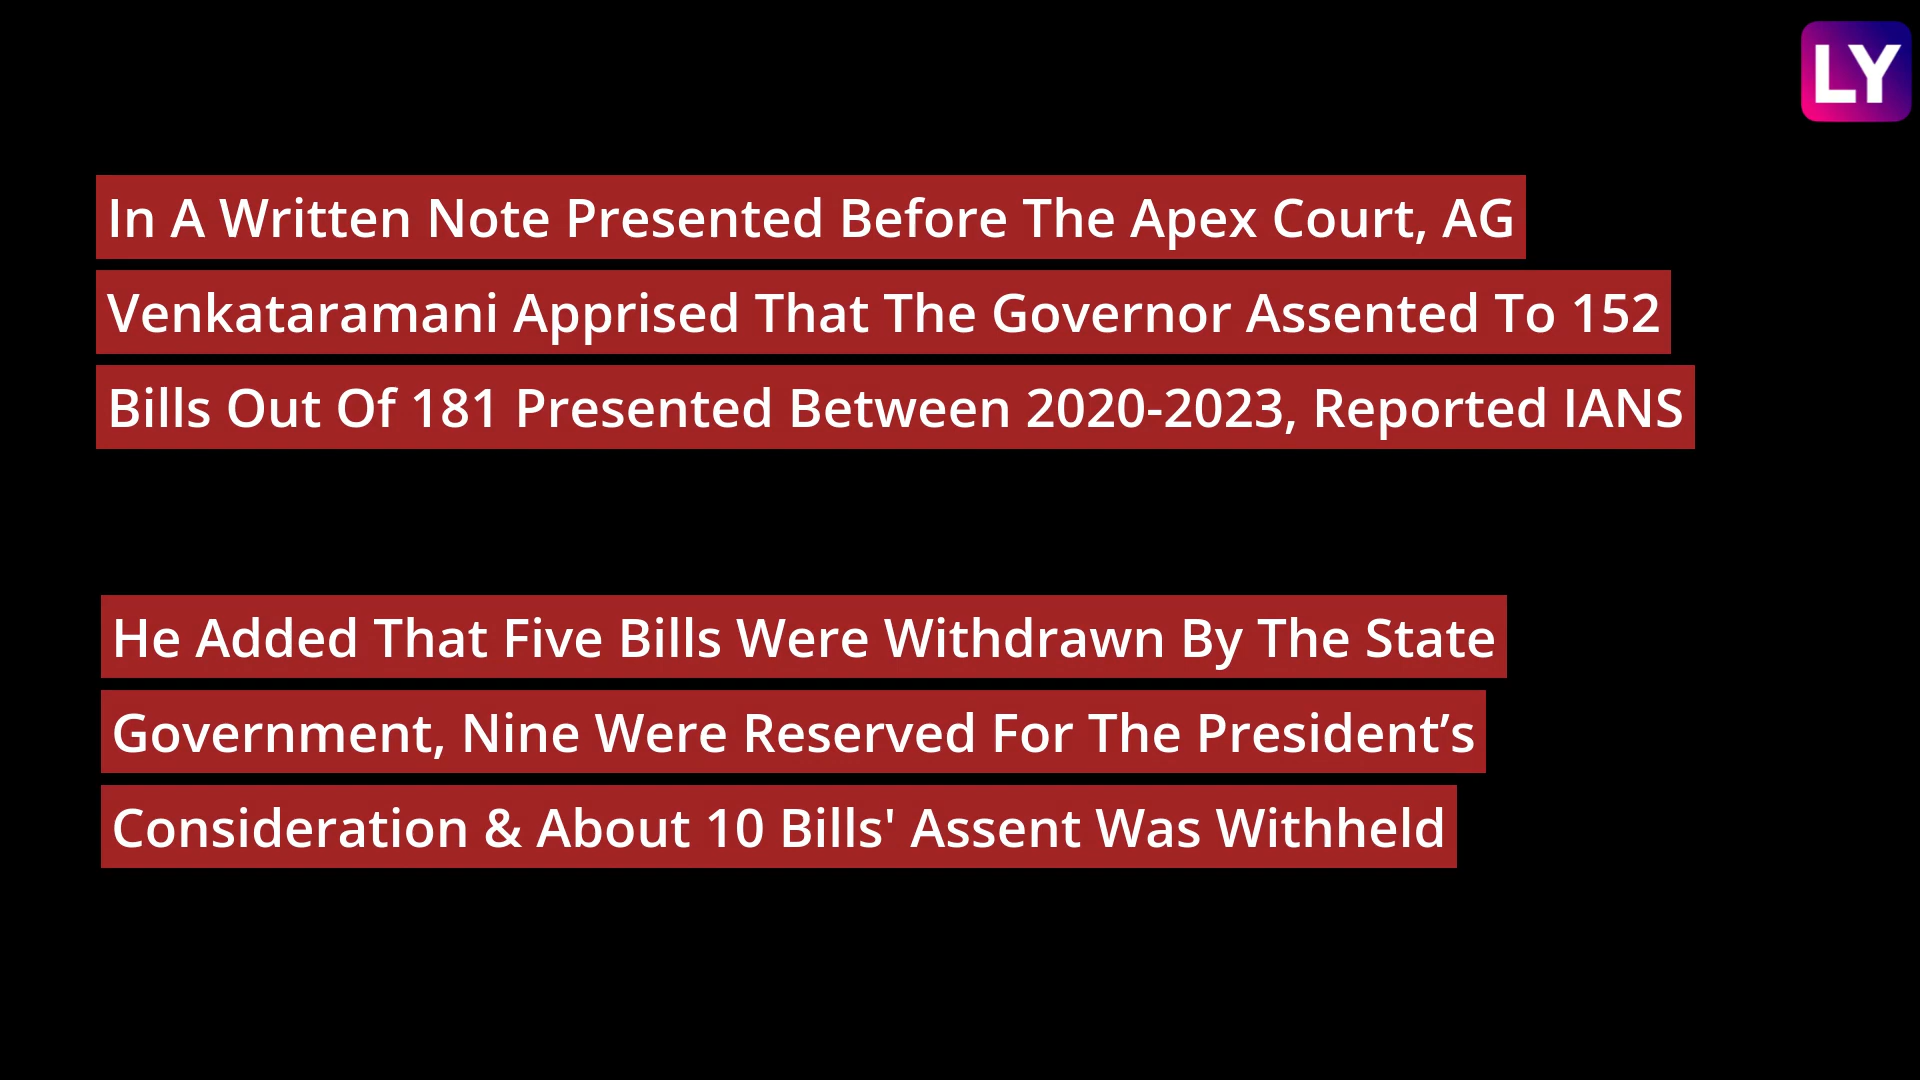 LY
In A Written Note Presented Before The Apex Court, AG
Venkataramani Apprised That The Governor Assented To 152
Bills Out Of 181 Presented Between 2020-2023, Reported IANS
He Added That Five Bills Were Withdrawn By The State
Government, Nine Were Reserved For The President’s
Consideration & About 10 Bills' Assent Was Withheld